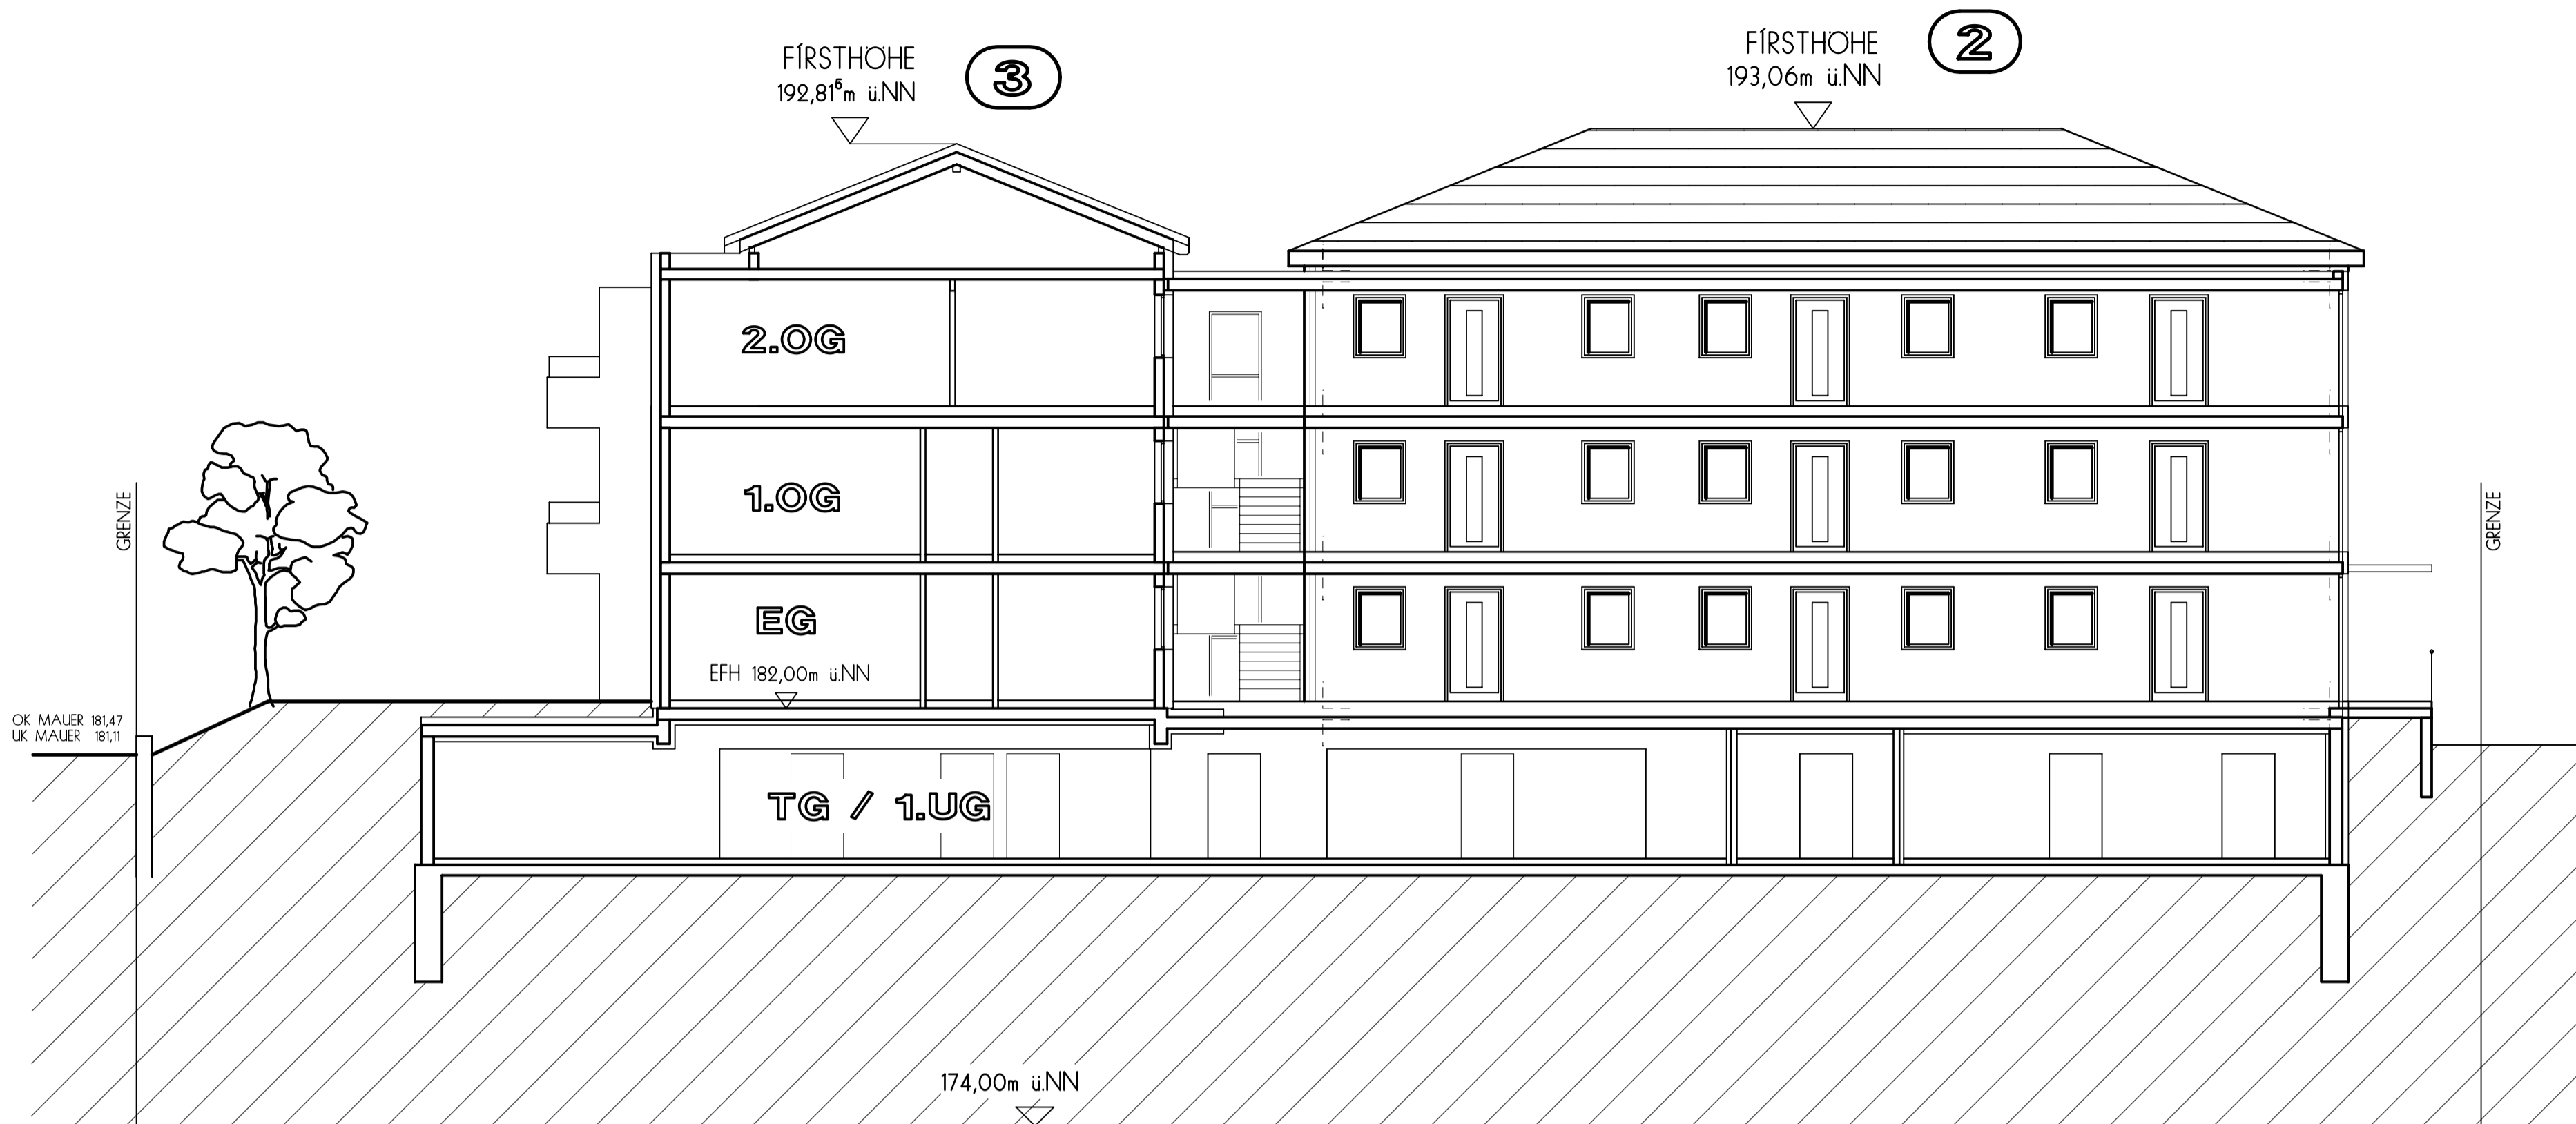 FIRSTHÖHE
192,81⁵m ü.NN
3
FIRSTHÖHE
193,06m ü.NN
2
2.OG
1.OG
EG
EFH 182,00m ü.NN
GRENZE
GRENZE
OK MAUER 181,47
UK MAUER 181,11
TG / 1.UG
174,00m ü.NN